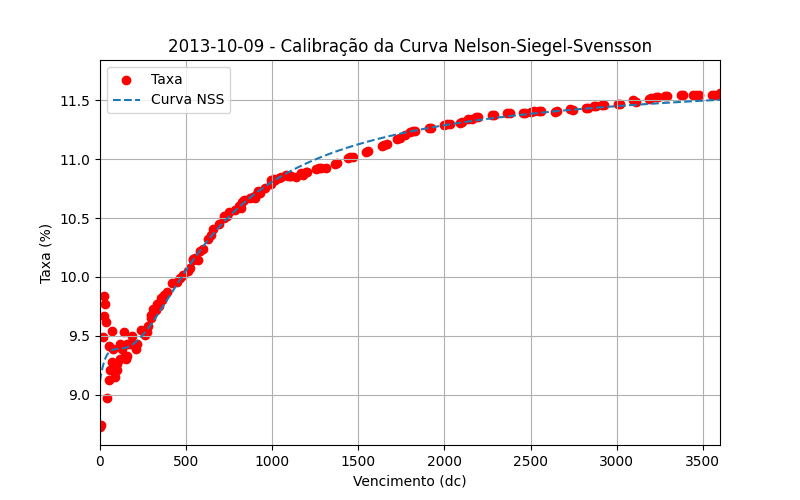 2013-10-09 - Calibração da Curva Nelson-Siegel-Svensson
Taxa
Curva NSS
Taxa (%)
11.5
11.0
10.5
10.0
9.5
9.0
0 500 1000 1500 2000 2500 3000 3500
Vencimento (dc)